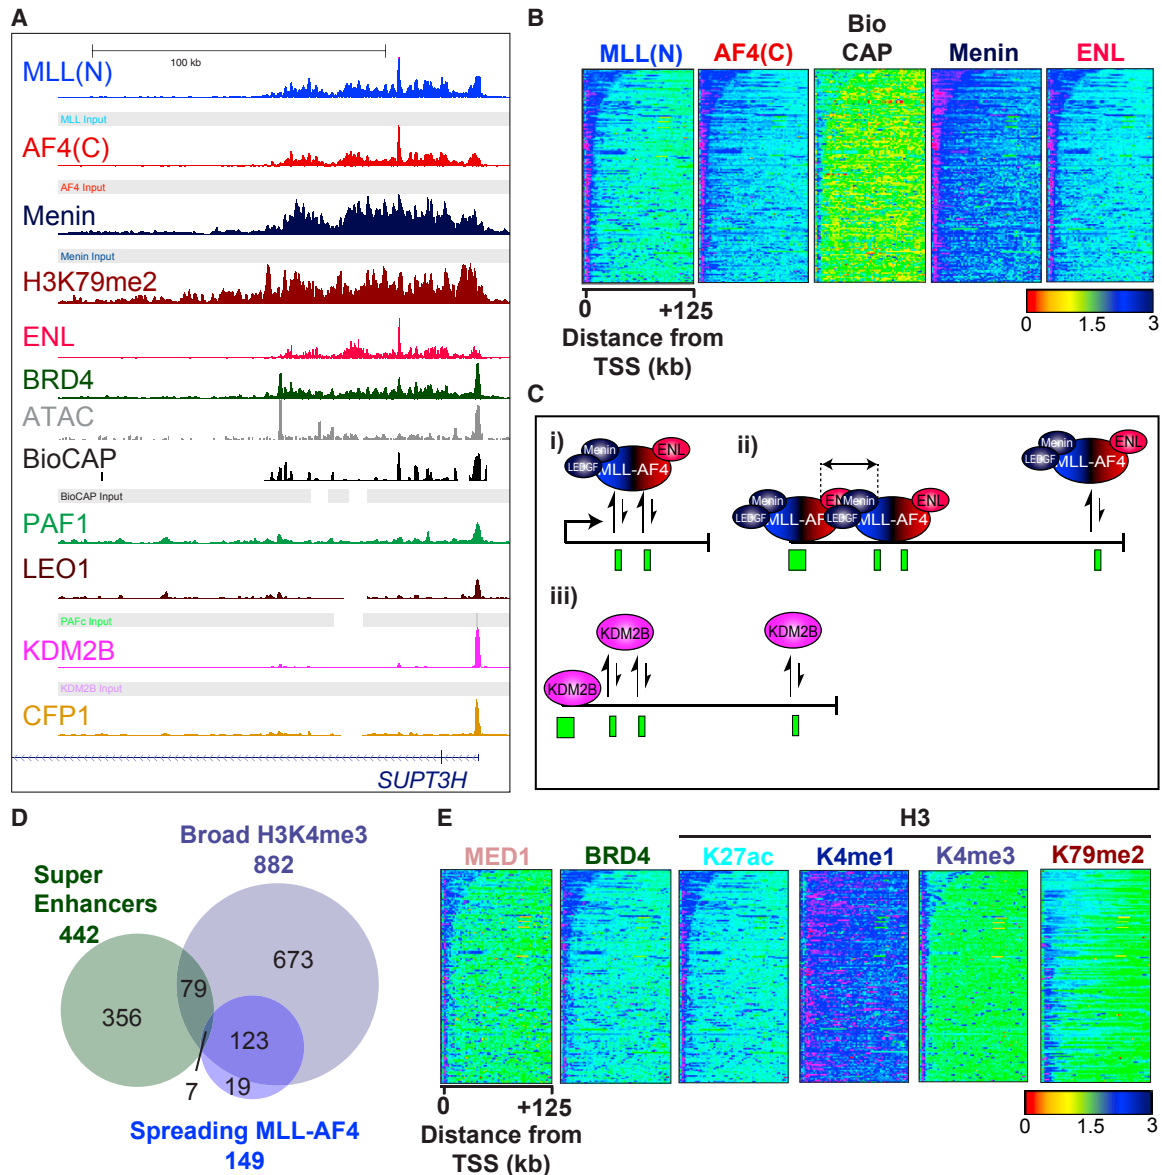 A
100 kb
MLL(N)
MLL Input
AF4(C)
AF4 Input
Menin
Menin Input
H3K79me2
ENL
BRD4
ATAC
BioCAP
BioCAP Input
PAF1
LEO1
PAFc Input
KDM2B
KDM2B Input
CFP1
SUPT3H
B
MLL(N)
AF4(C)
Bio
CAP
Menin
ENL
0
+125
Distance from
TSS (kb)
0
1.5
3
C
i)
Menin
ENL
LEDGF
MLL-AF4
ii)
Menin
ENL
LEDGF
MLL-AF4
Menin
EN
Menin
ENL
LEDGF
MLL-AF
LEDGF
MLL-AF4
iii)
KDM2B
KDM2B
KDM2B
D
Broad H3K4me3
882
Super
Enhancers
442
673
79
356
123
7
19
Spreading MLL-AF4
149
E
H3
MED1
BRD4
K27ac
K4me1
K4me3
K79me2
0
+125
Distance from
TSS (kb)
0
1.5
3